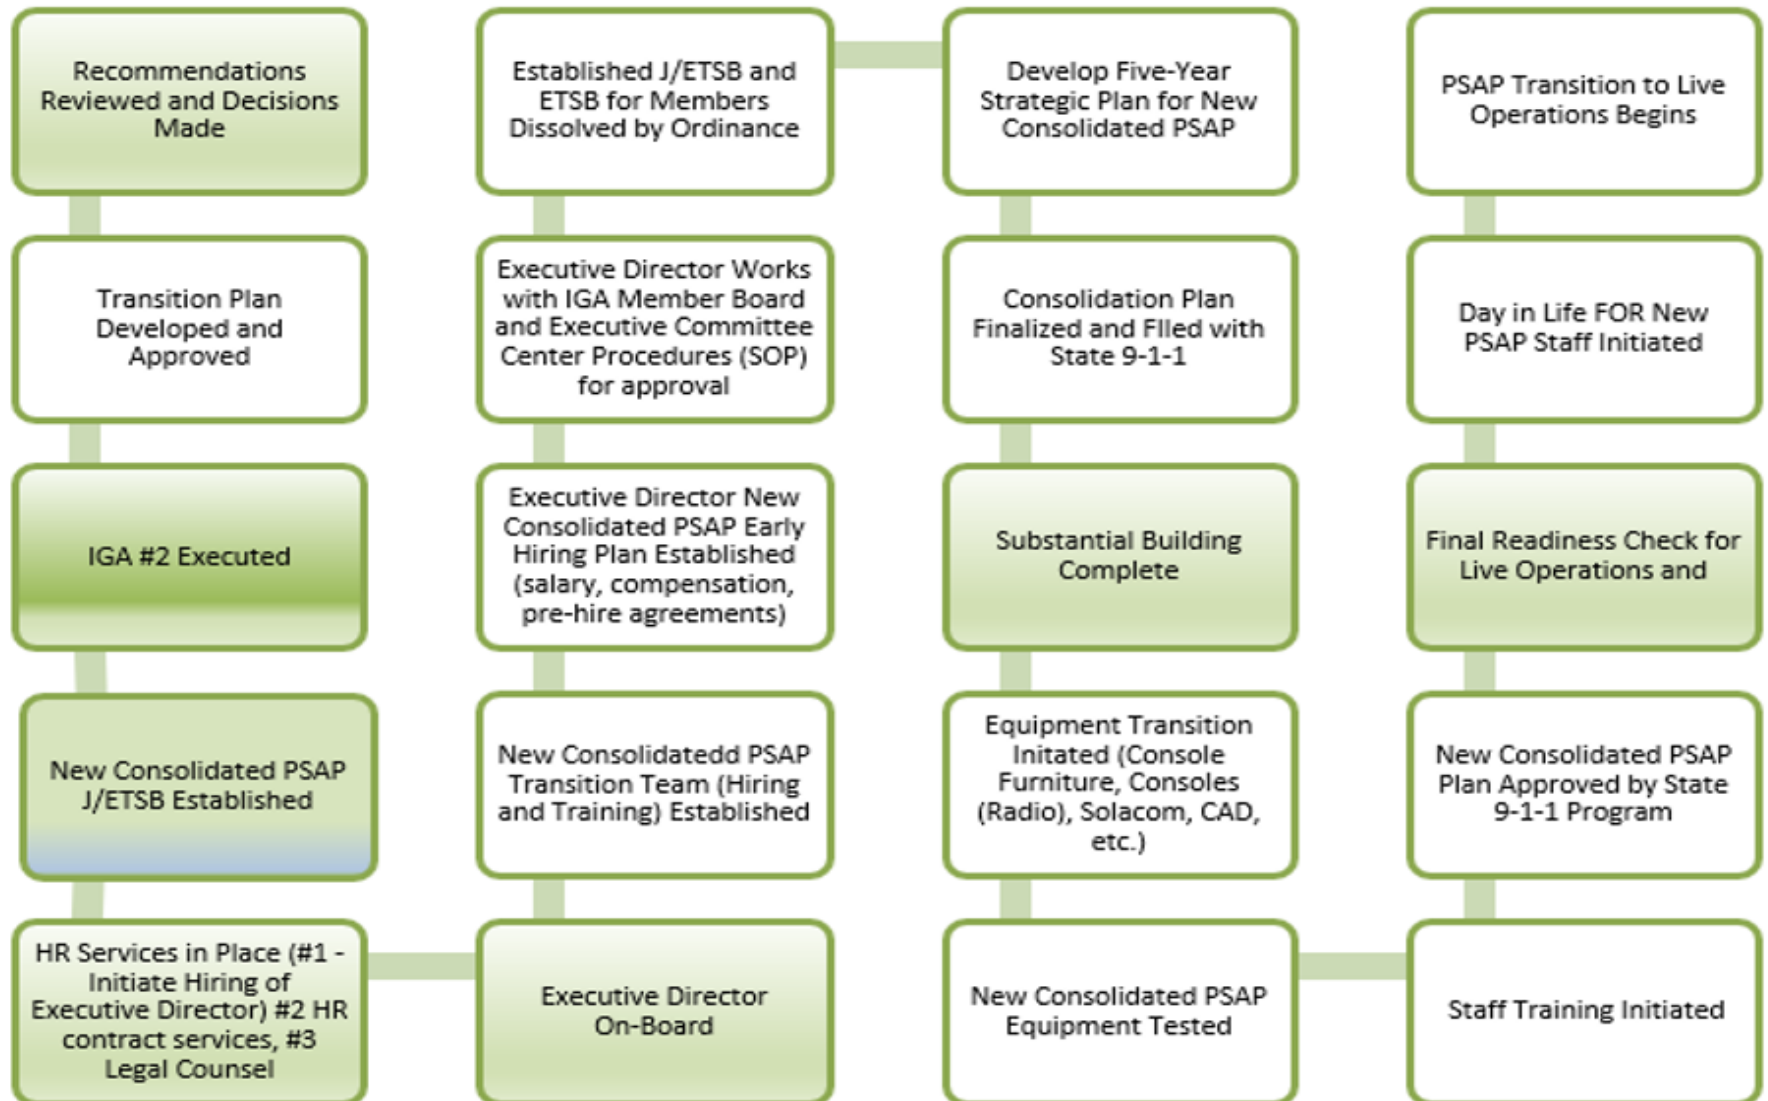 Recommendations
Reviewed and Decisions
Made
Transition Plan
Developed and
Approved
IGA #2 Executed
New Consolidated PSAP
J/ETSB Established
HR Services in Place (#1 -
Initiate Hiring of
Executive Director) #2 HR
contract services, #3
Legal Counsel
Executive Director
On-Board
New Consolidatedd PSAP
Transition Team (Hiring
and Training) Established
Executive Director New
Consolidated PSAP Early
Hiring Plan Established
(salary, compensation,
pre-hire agreements)
Executive Director Works
with IGA Member Board
and Executive Committee
Center Procedures (SOP)
for approval
Established J/ETSB and
ETSB for Members
Dissolved by Ordinance
Develop Five-Year
Strategic Plan for New
Consolidated PSAP
Consolidation Plan
Finalized and FIled with
State 9-1-1
Substantial Building
Complete
Equipment Transition
Initated (Console
Furniture, Consoles
(Radio), Solacom, CAD,
etc.)
New Consolidated PSAP
Equipment Tested
Staff Training Initiated
New Consolidated PSAP
Plan Approved by State
9-1-1 Program
Final Readiness Check for
Live Operations and
Day in Life FOR New
PSAP Staff Initiated
PSAP Transition to Live
Operations Begins